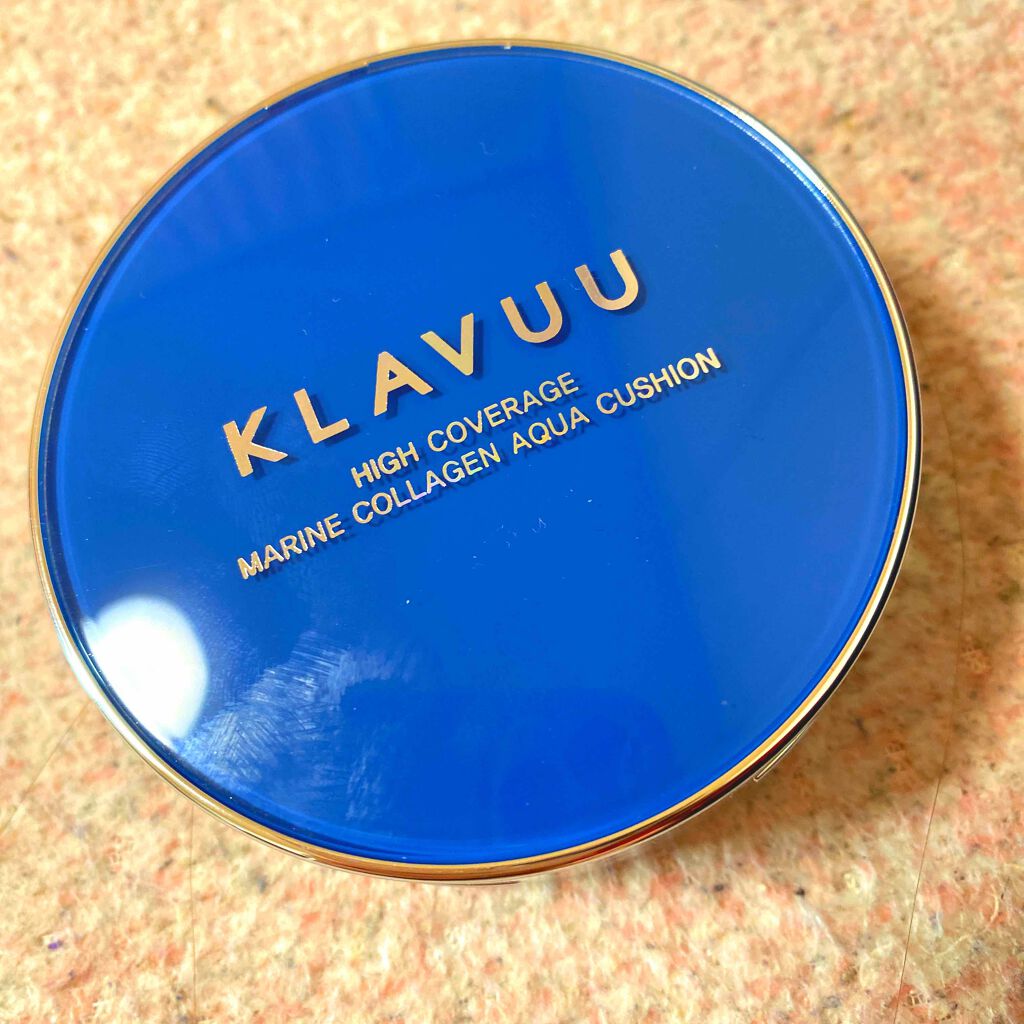 KLAVUU
HIGH COVERAGE
MARINE COLLAGEN AQUA CUSHION